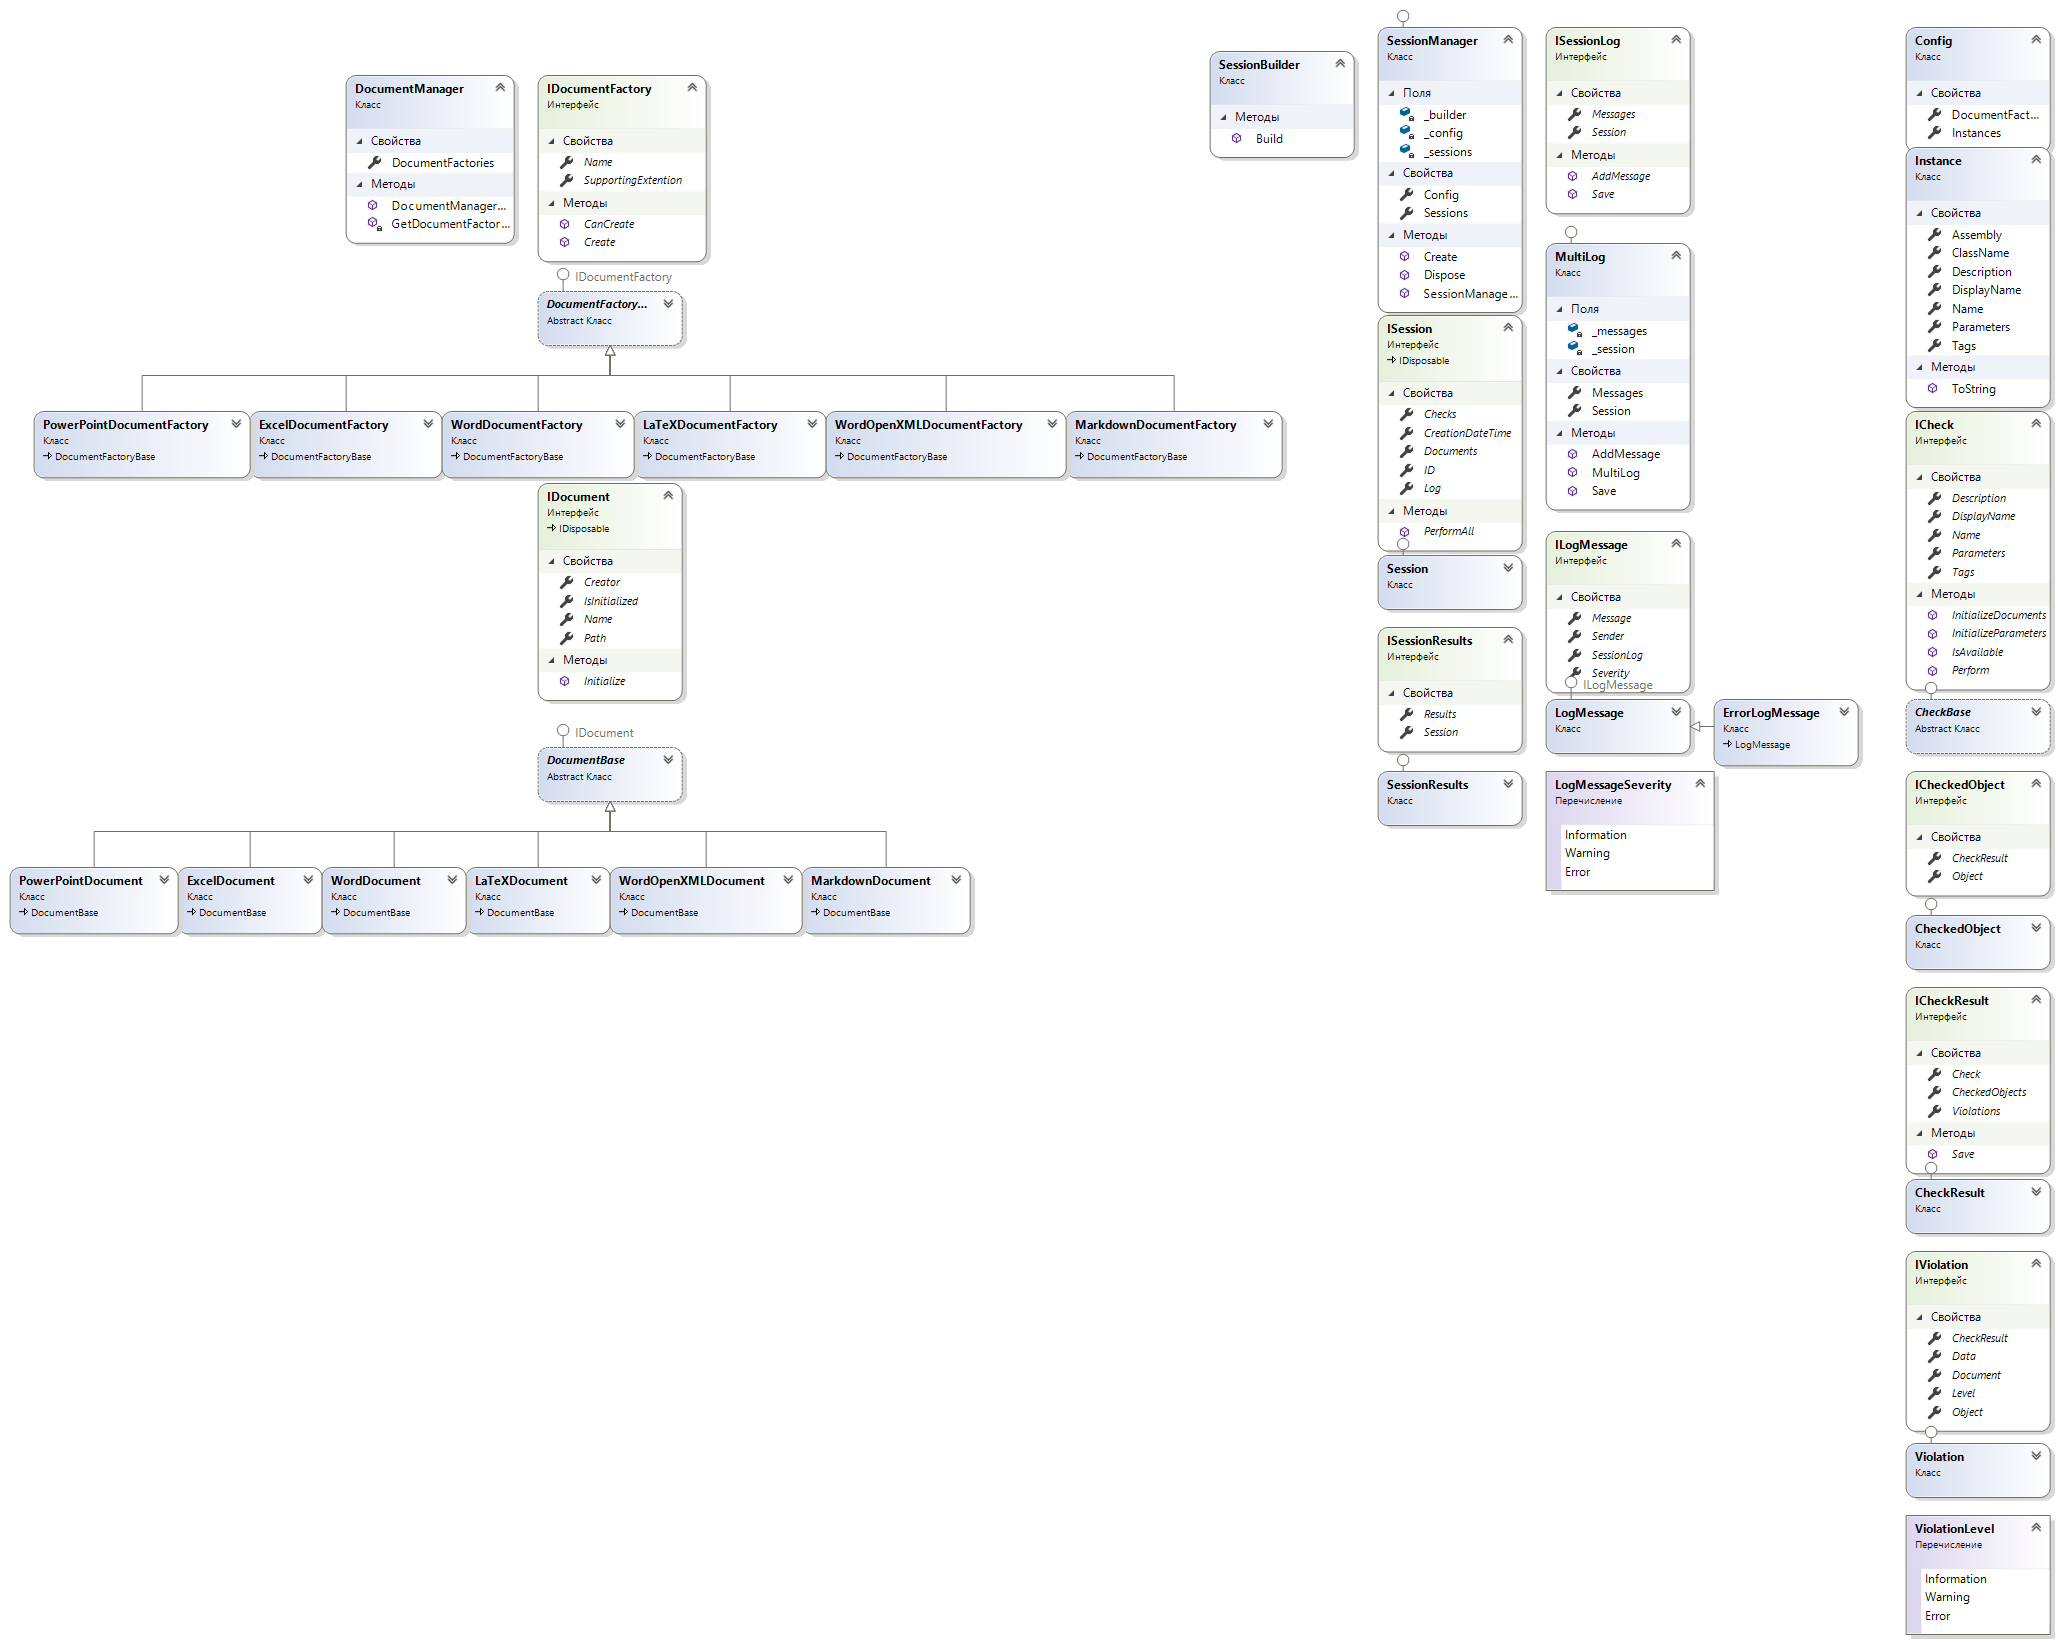 DocumentManager
Класс
Свойства
DocumentFactories
Методы
DocumentManager...
GetDocumentFactor...
IDocumentFactory
Интерфейс
Свойства
Name
SupportingExtention
Методы
CanCreate
Create
IDocumentFactory
DocumentFactory...
Abstract Класс
PowerPointDocumentFactory
Класс
DocumentFactoryBase
ExcelDocumentFactory
Класс
DocumentFactoryBase
WordDocumentFactory
Класс
DocumentFactoryBase
LaTeXDocumentFactory
Класс
DocumentFactoryBase
WordOpenXMLDocumentFactory
Класс
DocumentFactoryBase
MarkdownDocumentFactory
Класс
DocumentFactoryBase
IDocument
Интерфейс
IDisposable
Свойства
Creator
IsInitialized
Name
Path
Методы
Initialize
IDocument
DocumentBase
Abstract Класс
PowerPointDocument
Класс
DocumentBase
ExcelDocument
Класс
DocumentBase
WordDocument
Класс
DocumentBase
LaTeXDocument
Класс
DocumentBase
WordOpenXMLDocument
Класс
DocumentBase
MarkdownDocument
Класс
DocumentBase
SessionBuilder
Класс
Методы
Build
SessionManager
Класс
Поля
_builder
_config
_sessions
Свойства
Config
Sessions
Методы
Create
Dispose
SessionManage...
ISession
Интерфейс
IDisposable
Свойства
Checks
CreationDateTime
Documents
ID
Log
Методы
PerformAll
Session
Класс
ISessionResults
Интерфейс
Свойства
Results
Session
SessionResults
Класс
ISessionLog
Интерфейс
Свойства
Messages
Session
Методы
AddMessage
Save
MultiLog
Класс
Поля
_messages
_session
Свойства
Messages
Session
Методы
AddMessage
MultiLog
Save
ILogMessage
Интерфейс
Свойства
Message
Sender
SessionLog
Severity
ILogMessage
LogMessage
Класс
ErrorLogMessage
Класс
LogMessage
LogMessageSeverity
Перечисление
Information
Warning
Error
Config
Класс
Свойства
DocumentFact...
Instances
Instance
Класс
Свойства
Assembly
ClassName
Description
DisplayName
Name
Parameters
Tags
Методы
ToString
ICheck
Интерфейс
Свойства
Description
DisplayName
Name
Parameters
Tags
Методы
InitializeDocuments
InitializeParameters
IsAvailable
Perform
CheckBase
Abstract Класс
ICheckedObject
Интерфейс
Свойства
CheckResult
Object
CheckedObject
Класс
ICheckResult
Интерфейс
Свойства
Check
CheckedObjects
Violations
Методы
Save
CheckResult
Класс
IViolation
Интерфейс
Свойства
CheckResult
Data
Document
Level
Object
Violation
Класс
ViolationLevel
Перечисление
Information
Warning
Error